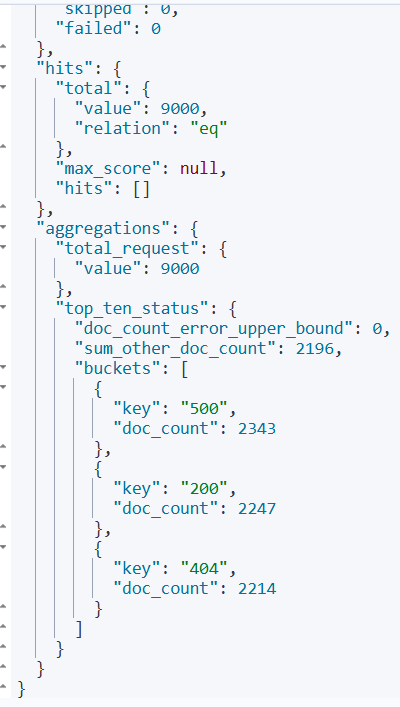 "skipped": 0,
"failed": 0
},
"hits": {
"total": {
"value": 9000,
"relation": "eq"
},
"max_score": null,
"hits": []
},
"aggregations": {
"total_request": {
"value": 9000
},
"top_ten_status": {
"doc_count_error_upper_bound": 0,
"sum_other_doc_count": 2196,
"buckets": [
{
"key": "500",
"doc_count": 2343
},
{
"key": "200",
"doc_count": 2247
},
{
"key": "404",
"doc_count": 2214
}
]
}
}
}